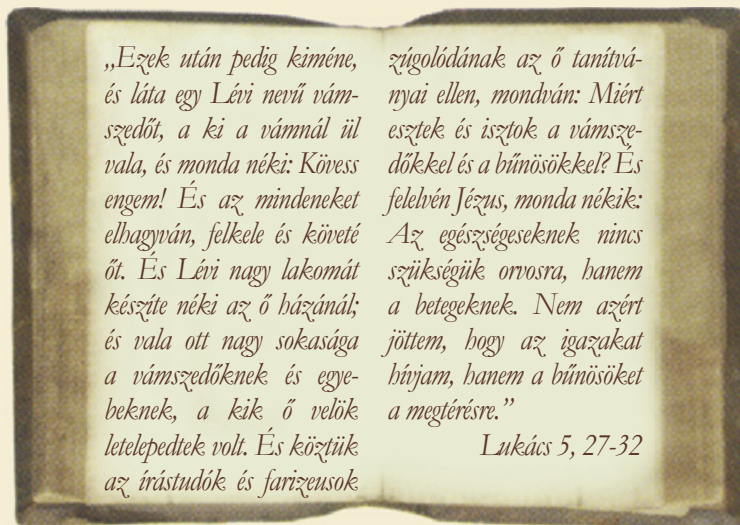 „Ezek után pedig kiméne,
és láta egy Lévi nevű vám-
szedőt, a ki a vámnál ül
vala, és monda néki: Kövess
engem! És az mindeneket
elhagyván, felkele és követé
őt. És Lévi nagy lakomát
készíte néki az ő házánál;
és vala ott nagy sokasága
a vámszedőknek és egye-
beknek, a kik ő velök
letelepedtek volt. És köztük
az írástudók és farizeusok
zúgolódának az ő tanítvá-
nyai ellen, mondván: Miért
esztek és isztok a vámsze-
dőkkel és a bűnösökkel? És
felelvén Jézus, monda nékik:
Az egészségeseknek nincs
szükségük orvosra, hanem
a betegeknek. Nem azért
jöttem, hogy az igazakat
hívjam, hanem a bűnösöket
a megtérésre.”
Lukács 5, 27-32